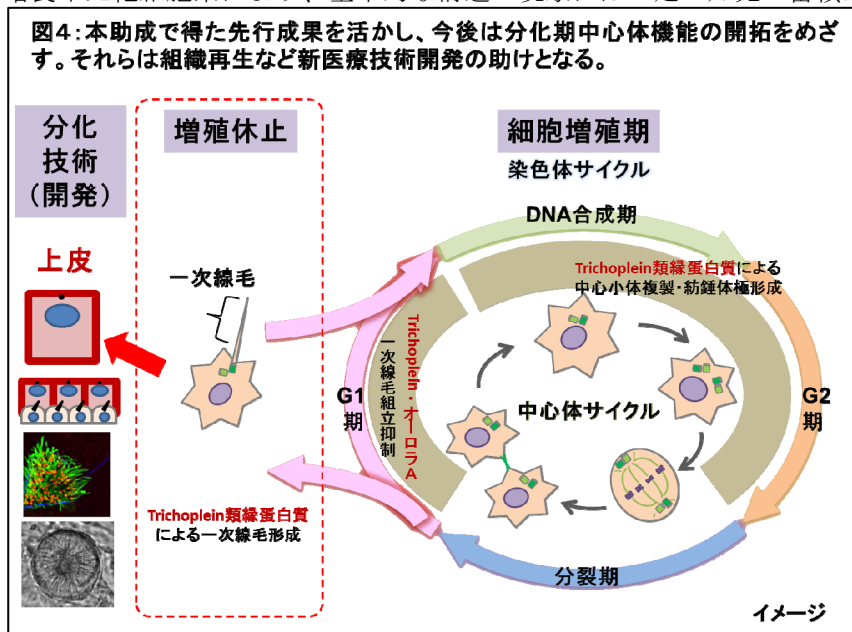 図4:本助成で得た先行成果を活かし、今後は分化期中心体機能の開拓をめざ
す。それらは組織再生など新医療技術開発の助けとなる。
分化
技術
(開発)
増殖休止
細胞増殖期
染色体サイクル
DNA合成期
上皮
一次線毛
Trichoplein類縁蛋白質による
中心小体複製・紡錘体極形成
Trichoplein・オーロラA
一次線毛組立抑制
G1
期
中心体サイクル
G2
期
Trichoplein類縁蛋白質
による一次線毛形成
分裂期
イメージ